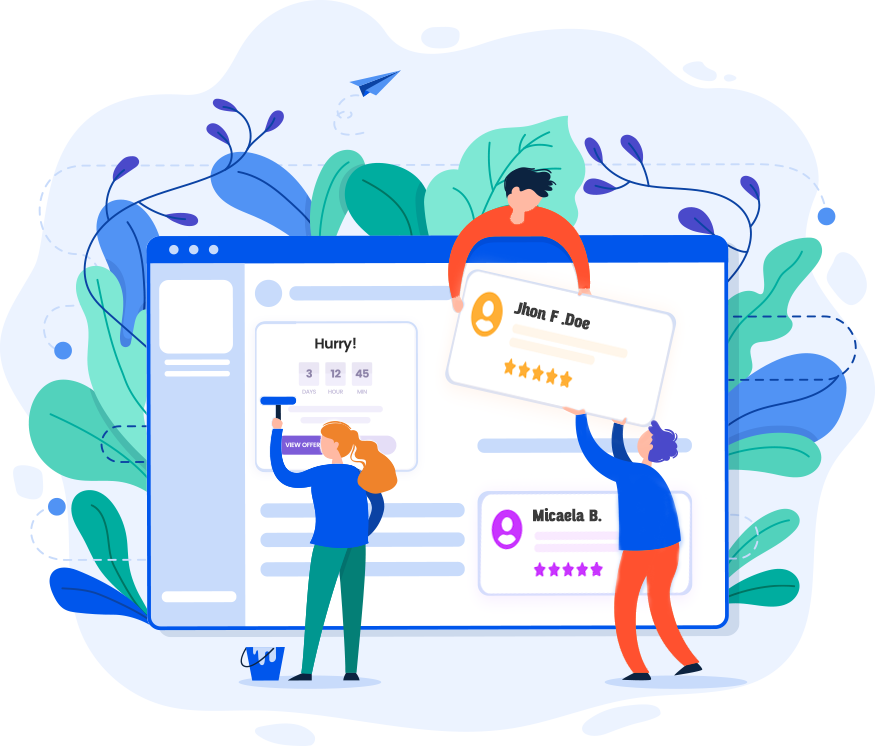 Jhon F .Doe
Hurry!
3 12 45
DAYS HOUR MIN
VIEW OFFER
Micaela B.